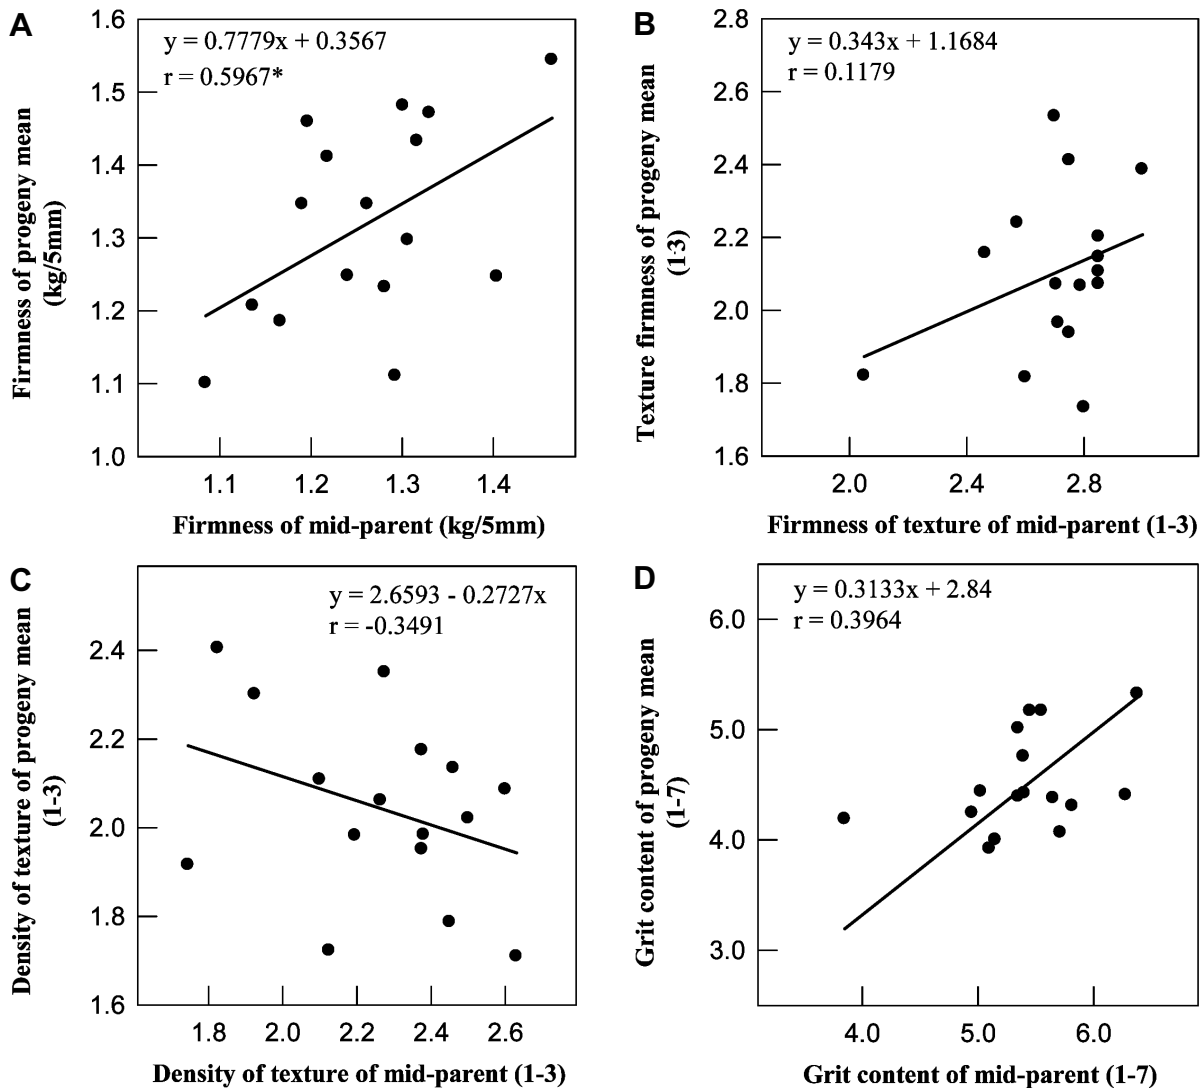 A
y = 0.7779x + 0.3567
r = 0.5967*
1.6
1.5
1.4
1.3
1.2
1.1
1.0
Firmness of progeny mean
(kg/5mm)
1.1 1.2 1.3 1.4
Firmness of mid-parent (kg/5mm)
B
y = 0.343x + 1.1684
r = 0.1179
2.8
2.6
2.4
2.2
2.0
1.8
1.6
Texture firmness of progeny mean
(1-3)
2.0 2.4 2.8
Firmness of texture of mid-parent (1-3)
C
y = 2.6593 - 0.2727x
r = -0.3491
2.4
2.2
2.0
1.8
1.6
Density of texture of progeny mean
(1-3)
1.8 2.0 2.2 2.4 2.6
Density of texture of mid-parent (1-3)
D
y = 0.3133x + 2.84
r = 0.3964
6.0
5.0
4.0
3.0
Grit content of progeny mean
(1-7)
4.0 5.0 6.0
Grit content of mid-parent (1-7)